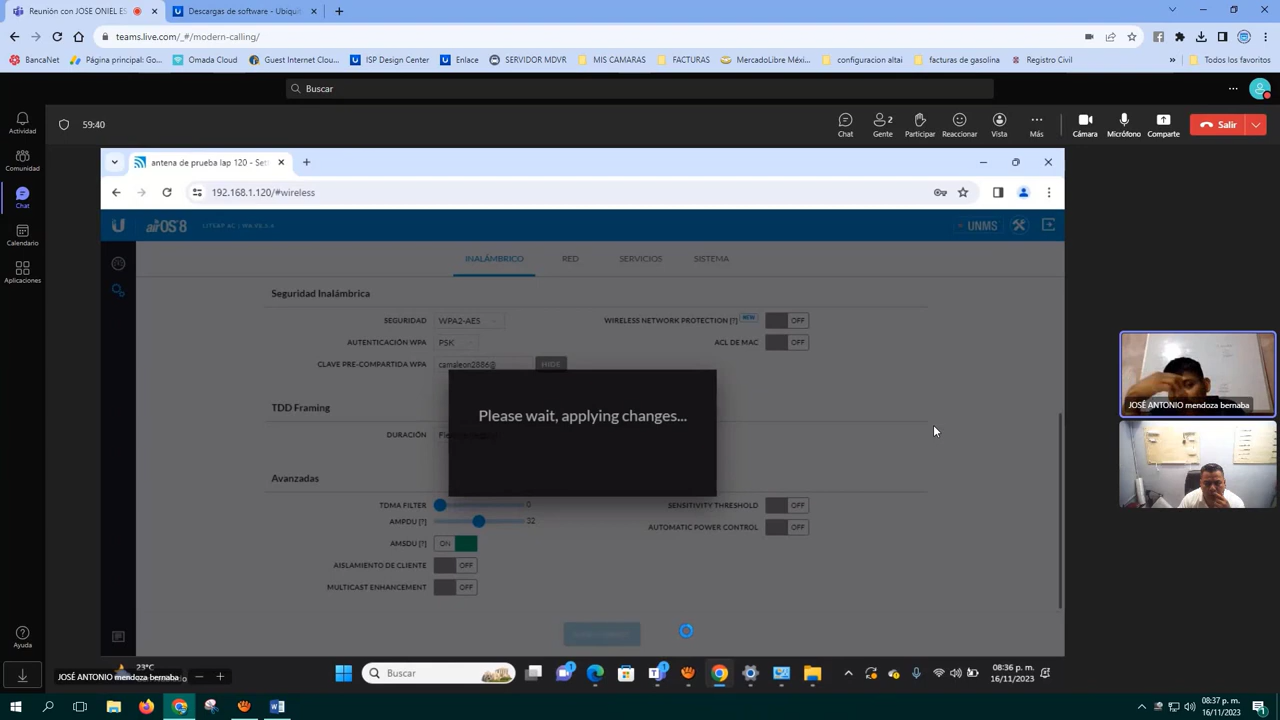 Reunión con JOSE ONIEL ES
Descargas de software - Ubiqui
teams.live.com/_#/modern-calling/
BancaNet
Página principal: Go...
Omada Cloud
Guest Internet Clou...
ISP Design Center
Enlace
SERVIDOR MDVR
MIS CAMARAS
FACTURAS
MercadoLibre Méxi...
configuracion altai
facturas de gasolina
Registro Civil
»
Todos los favoritos
Buscar
Actividad
Comunidad
Chat
Calendario
Aplicaciones
Ayuda
59:40
Chat
2
Gente
Participar
Reaccionar
Vista
Más
Cámara
Micrófono
Comparte
Salir
antena de prueba lap 120 - Set
192.168.1.120/#wireless
airOS 8
UNMS
INALÁMBRICO
RED
SERVICIOS
SISTEMA
Seguridad Inalámbrica
SEGURIDAD
WPA2-AES
WIRELESS NETWORK PROTECTION [?]
NEW
OFF
AUTENTICACIÓN WPA
PSK
ACL DE MAC
OFF
CLAVE PRE-COMPARTIDA WPA
camaleon2886@
HIDE
Please wait, applying changes...
TDD Framing
DURACIÓN
Avanzadas
TDMA FILTER
0
SENSITIVITY THRESHOLD
OFF
AMPDU [?]
32
AUTOMATIC POWER CONTROL
OFF
AMSDU [?]
ON
AISLAMIENTO DE CLIENTE
OFF
MULTICAST ENHANCEMENT
OFF
JOSÉ ANTONIO mendoza bernaba
23°C
JOSÉ ANTONIO mendoza bernaba
Buscar
08:36 p. m.
16/11/2023
08:37 p. m.
16/11/2023